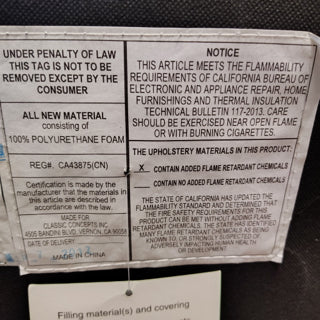 UNDER PENALTY OF LAW
THIS TAG IS NOT TO BE
REMOVED EXCEPT BY THE
CONSUMER
ALL NEW MATERIAL
consisting of
100% POLYURETHANE FOAM
REG#. CA43875(CN)
Certification is made by the
manufacturer that the materials in
this article are described in
accordance with law.
MADE FOR
CLASSIC CONCEPTS INC.
4505 BANDINI BLVD, VERNON, CA 90058
DATE OF DELIVERY
MADE IN CHINA
NOTICE
THIS ARTICLE MEETS THE FLAMMABILITY
REQUIREMENTS OF CALIFORNIA BUREAU OF
ELECTRONIC AND APPLIANCE REPAIR, HOME
FURNISHINGS AND THERMAL INSULATION
TECHNICAL BULLETIN 117-2013. CARE
SHOULD BE EXERCISED NEAR OPEN FLAME
OR WITH BURNING CIGARETTES.
THE UPHOLSTERY MATERIALS IN THIS PRODUCT:
X CONTAIN ADDED FLAME RETARDANT CHEMICALS
CONTAIN NO ADDED FLAME RETARDANT CHEMICALS
THE STATE OF CALIFORNIA HAS UPDATED THE
FLAMMABILITY STANDARD AND DETERMINED THAT
THE FIRE SAFETY REQUIREMENTS FOR THIS
PRODUCT CAN BE MET WITHOUT ADDING FLAME
RETARDANT CHEMICALS. THE STATE HAS IDENTIFIED
MANY FLAME RETARDANT CHEMICALS AS BEING
KNOWN TO, OR STRONGLY SUSPECTED OF,
ADVERSELY IMPACTING HUMAN HEALTH
OR DEVELOPMENT.
Filling material(s) and covering